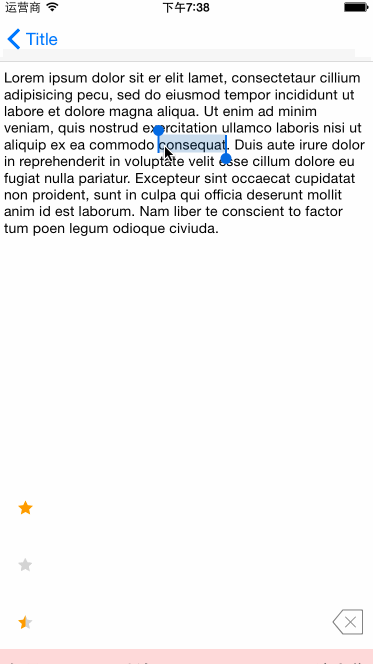 运营商 下午7:38
Title
Lorem ipsum dolor sit er elit lamet, consectetaur cillium
adipisicing pecu, sed do eiusmod tempor incididunt ut
labore et dolore magna aliqua. Ut enim ad minim
veniam, quis nostrud exercitation ullamco laboris nisi ut
aliquip ex ea commodo consequat. Duis aute irure dolor
in reprehenderit in voluptate velit esse cillum dolore eu
fugiat nulla pariatur. Excepteur sint occaecat cupidatat
non proident, sunt in culpa qui officia deserunt mollit
anim id est laborum. Nam liber te conscient to factor
tum poen legum odioque civiuda.